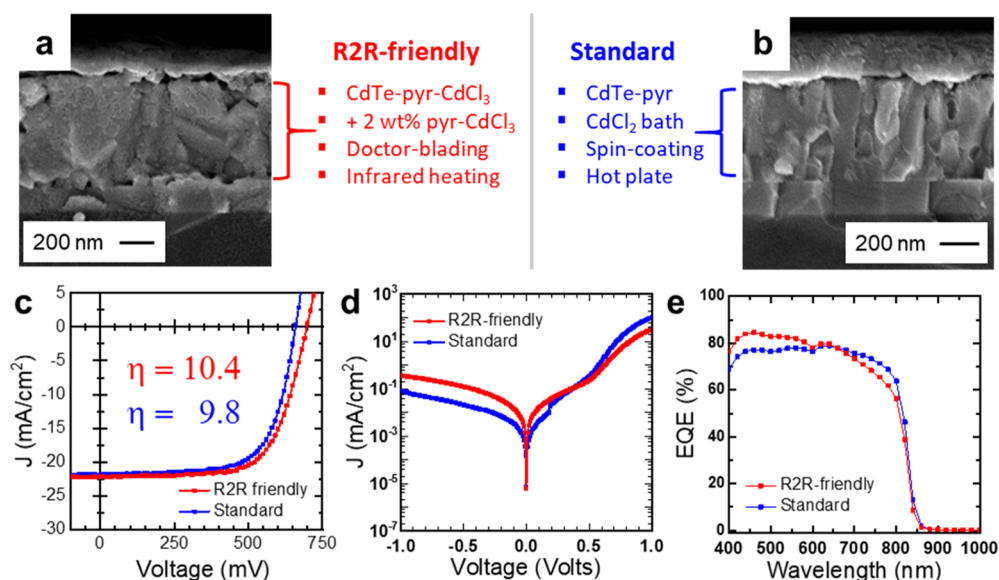 a
R2R-friendly
▪ CdTe-pyr-CdCl₃
▪ + 2 wt% pyr-CdCl₃
▪ Doctor-blading
▪ Infrared heating
200 nm
Standard
▪ CdTe-pyr
▪ CdCl₂ bath
▪ Spin-coating
▪ Hot plate
b
200 nm
c
5
0
-5
-10
-15
-20
-25
-30
J (mA/cm²)
η = 10.4
η = 9.8
R2R friendly
Standard
0 250 500 750
Voltage (mV)
d
10³
10¹
10⁻¹
10⁻³
10⁻⁵
10⁻⁷
J (mA/cm²)
R2R-friendly
Standard
-1.0 -0.5 0.0 0.5 1.0
Voltage (Volts)
e
100
80
60
40
20
0
EQE (%)
R2R-friendly
Standard
400 500 600 700 800 900 1000
Wavelength (nm)